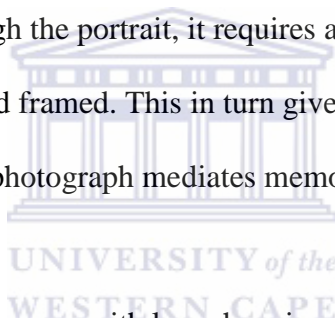 gh the portrait, it requires a
d framed. This in turn give
photograph mediates memo
UNIVERSITY of the
WESTERN CAPE